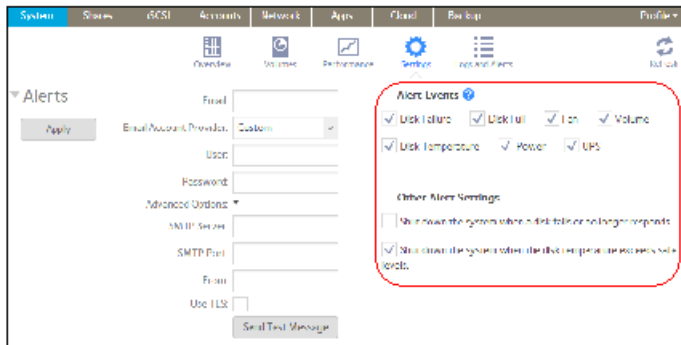 System Shares iSCSI Accounts Network Apps Cloud Backup Profile
Overview Volumes Performance Settings Logs and Alerts Refresh
Alerts
Apply
Email
Email Account Provider: Custom
User:
Password:
Advanced Options:
SMTP Server
SMTP Port
From:
Use TLS:
Send Test Message
Alert Events
Disk Failure Disk Full Fan Volume
Disk Temperature Power UPS
Other Alert Settings
Shut down the system when a disk fails or no longer responds
Shut down the system when the disk temperature exceeds safe
levels.